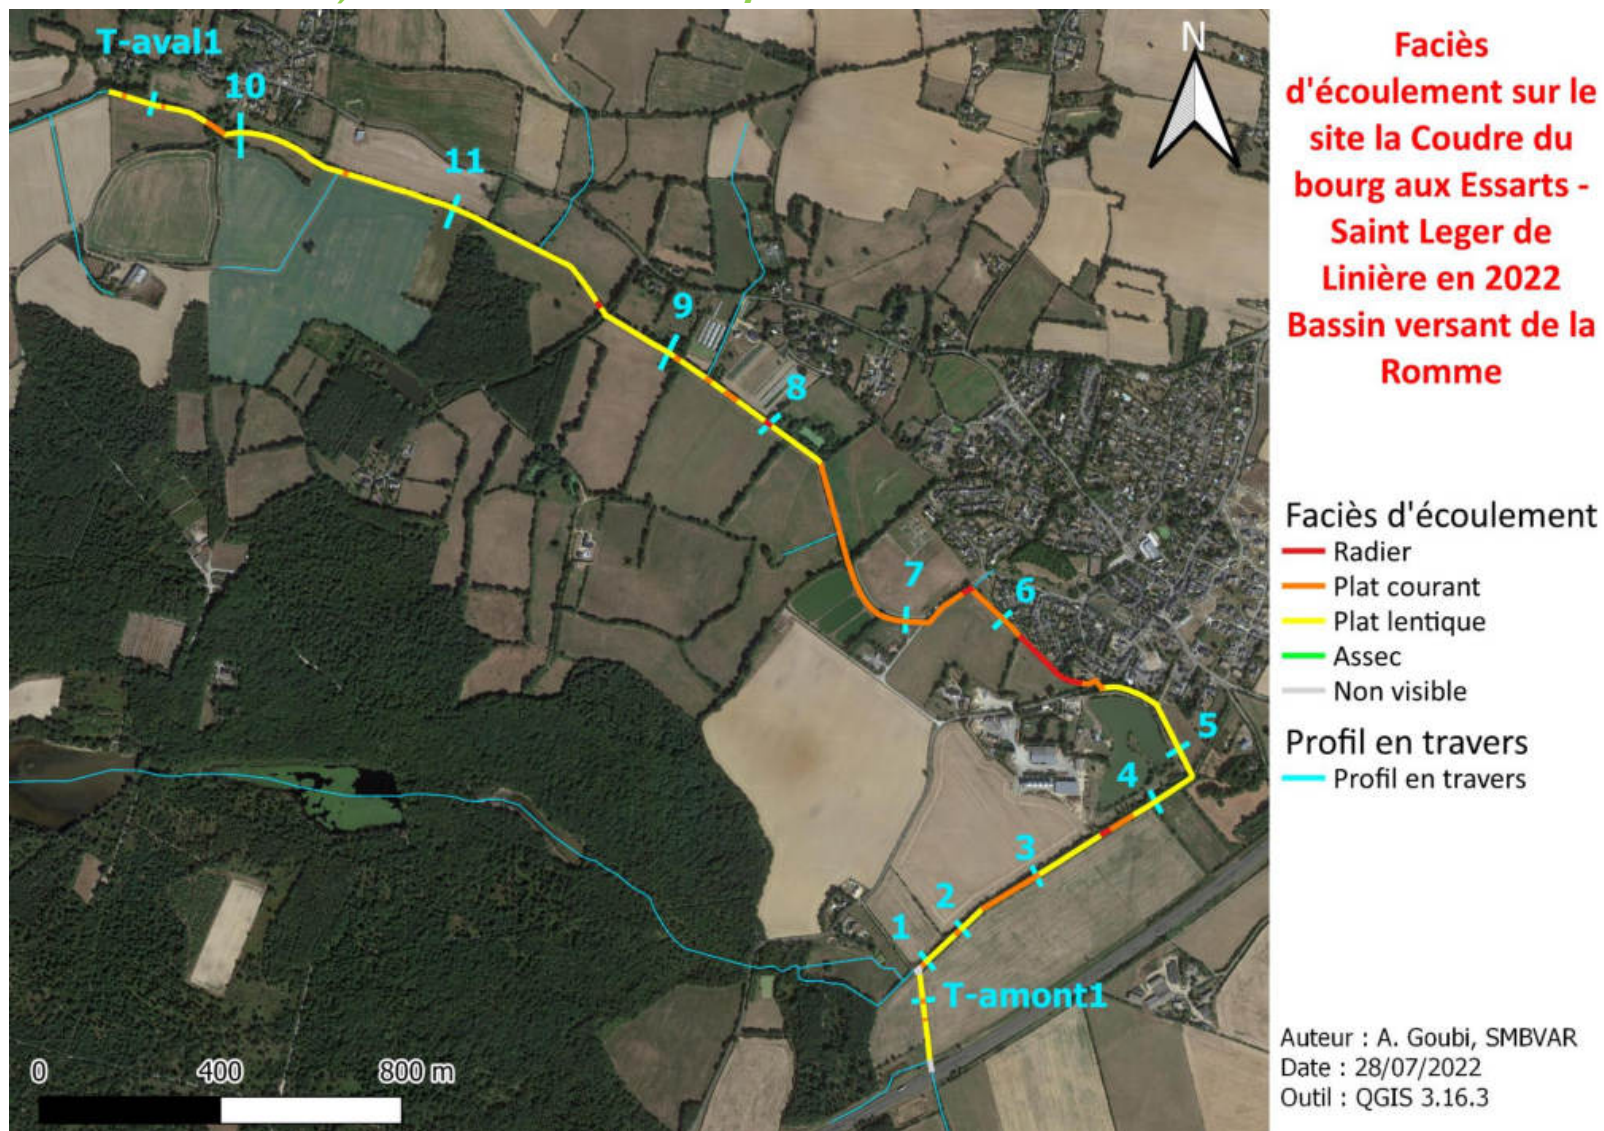 T-aval1
10
11
9
8
7
6
5
4
3
2
1
T-amont1
N
0 400 800 m
Faciès
d'écoulement sur le
site la Coudre du
bourg aux Essarts -
Saint Leger de
Linière en 2022
Bassin versant de la
Romme
Faciès d'écoulement
Radier
Plat courant
Plat lentique
Assec
Non visible
Profil en travers
Profil en travers
Auteur : A. Goubi, SMBVAR
Date : 28/07/2022
Outil : QGIS 3.16.3